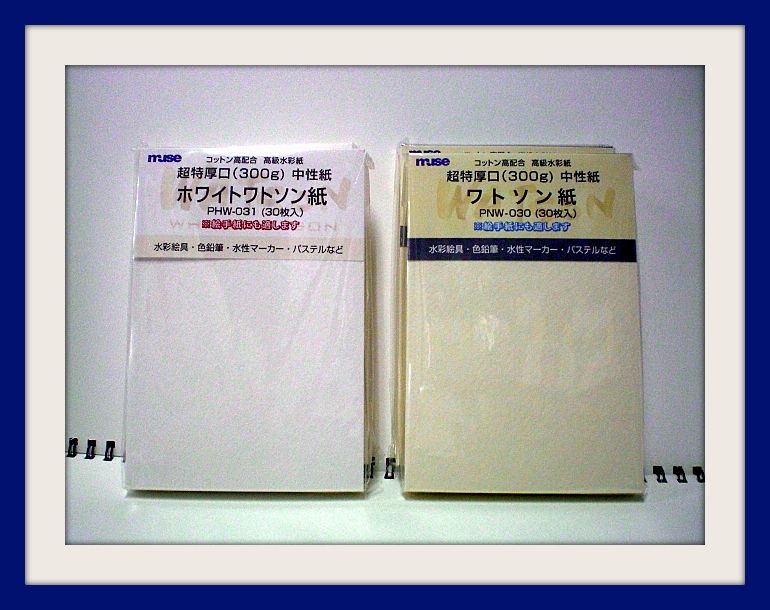 muse
コットン高配合 高級水彩紙
超特厚口(300g) 中性紙
ホワイトワトソン紙
PHW-031 (30枚入)
※絵手紙にも適します
水彩絵具・色鉛筆・水性マーカー・パステルなど
muse
コットン高配合 高級水彩紙
超特厚口(300g) 中性紙
ワトソン紙
PNW-030 (30枚入)
※絵手紙にも適します
水彩絵具・色鉛筆・水性マーカー・パステルなど